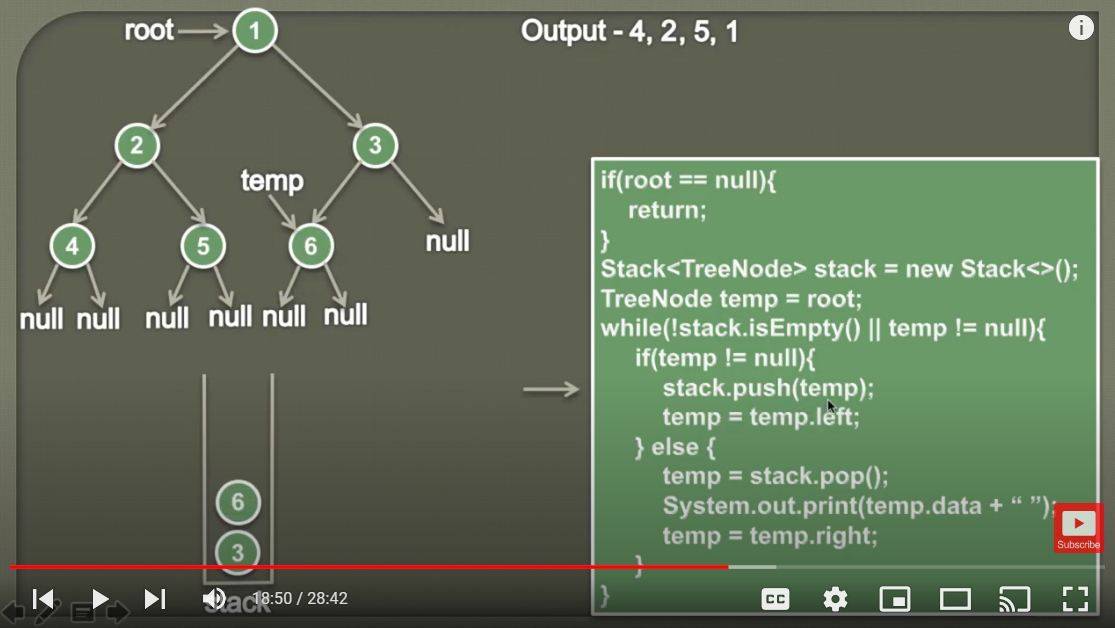 root
1
Output - 4, 2, 5, 1
i
2
3
temp
4
5
6
null
null null null null null null
if(root == null){
return;
}
Stack<TreeNode> stack = new Stack<>();
TreeNode temp = root;
while(!stack.isEmpty() || temp != null){
if(temp != null){
stack.push(temp);
temp = temp.left;
} else {
temp = stack.pop();
System.out.print(temp.data + “ ”);
temp = temp.right;
}
}
6
3
stack
Subscribe
18:50 / 28:42
CC